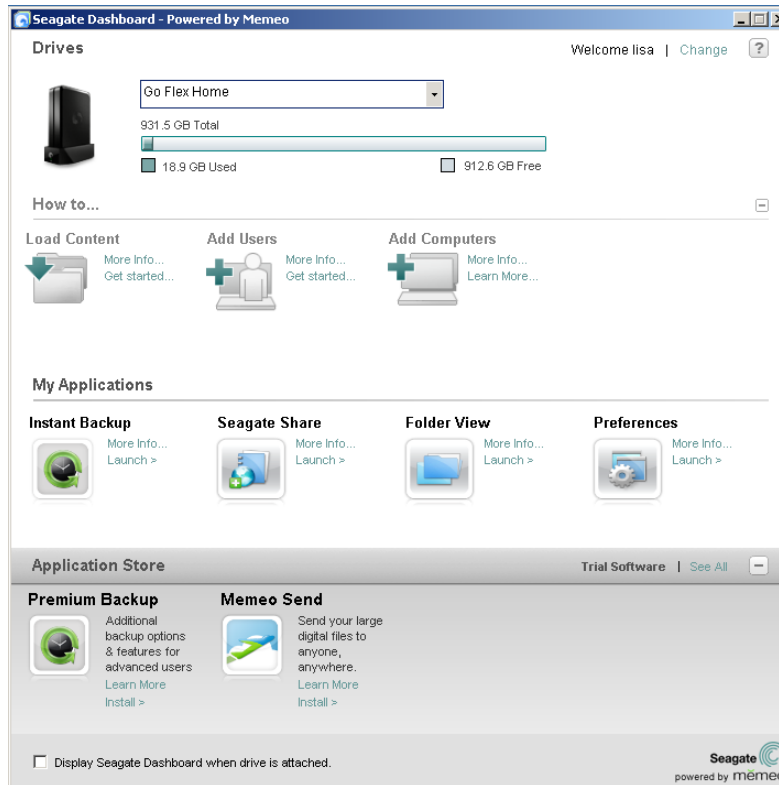 Seagate Dashboard - Powered by Memeo
Drives
Welcome lisa | Change ?
Go Flex Home
931.5 GB Total
18.9 GB Used 912.6 GB Free
How to...
Load Content
More Info...
Get started...
Add Users
More Info...
Get started...
Add Computers
More Info...
Learn More...
My Applications
Instant Backup
More Info...
Launch >
Seagate Share
More Info...
Launch >
Folder View
More Info...
Launch >
Preferences
More Info...
Launch >
Application Store
Trial Software | See All
Premium Backup
Additional
backup options
& features for
advanced users
Learn More
Install >
Memeo Send
Send your large
digital files to
anyone,
anywhere.
Learn More
Install >
Display Seagate Dashboard when drive is attached.
Seagate
powered by memeo